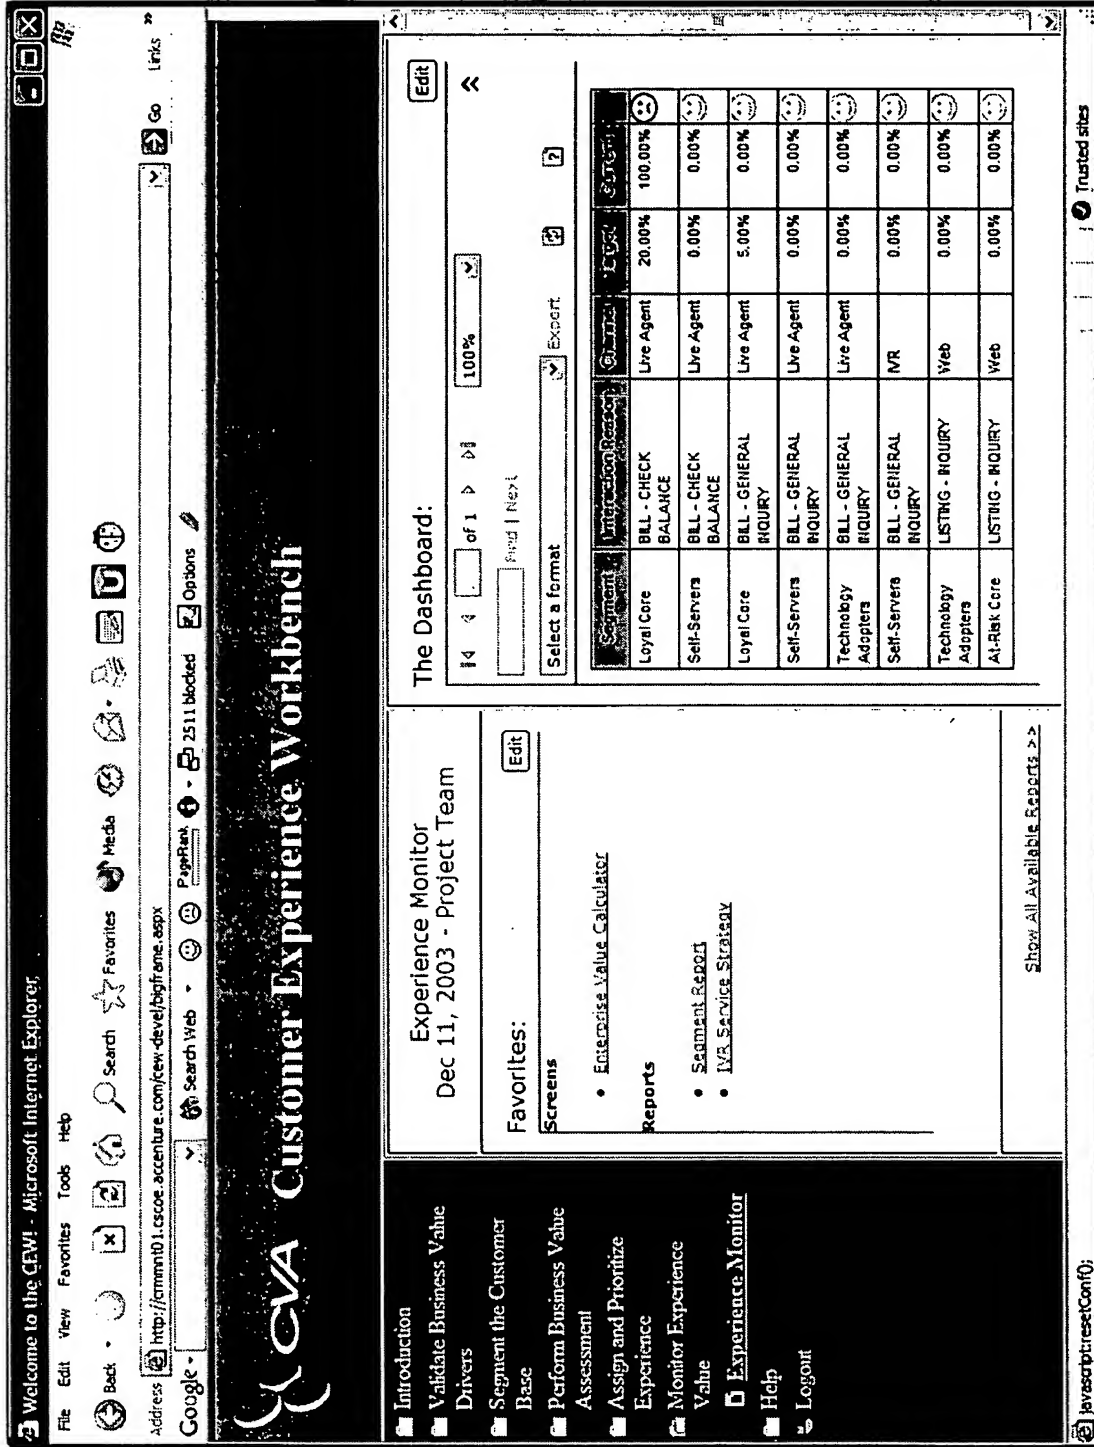 Welcome to the CEW! - Microsoft Internet Explorer
File Edit View Favorites Tools Help
Back Search Favorites Media
Address http://crmmnt01.cscoe.accenture.com/cew-devel/bigframe.aspx Go Links »
Google Search Web PageRank 2511 blocked Options
CVA Customer Experience Workbench
Introduction
Validate Business Value
Drivers
Segment the Customer
Base
Perform Business Value
Assessment
Assign and Prioritize
Experience
Monitor Experience
Value
Experience Monitor
Help
Logout
Experience Monitor
Dec 11, 2003 - Project Team
Favorites: Edit
Screens
• Enterprise Value Calculator
Reports
• Segment Report
• IVR Service Strategy
Show All Available Reports >>
The Dashboard: Edit
of 1 100%
Find | Next
Select a format Export
Segment Interaction Reason Channel Target Current
Loyal Core BILL - CHECK BALANCE Live Agent 20.00% 100.00%
Self-Servers BILL - CHECK BALANCE Live Agent 0.00% 0.00%
Loyal Core BILL - GENERAL INQUIRY Live Agent 5.00% 0.00%
Self-Servers BILL - GENERAL INQUIRY Live Agent 0.00% 0.00%
Technology Adopters BILL - GENERAL INQUIRY Live Agent 0.00% 0.00%
Self-Servers BILL - GENERAL INQUIRY IVR 0.00% 0.00%
Technology Adopters LISTING - INQUIRY Web 0.00% 0.00%
At-Risk Core LISTING - INQUIRY Web 0.00% 0.00%
javascript:resetConf(); Trusted sites